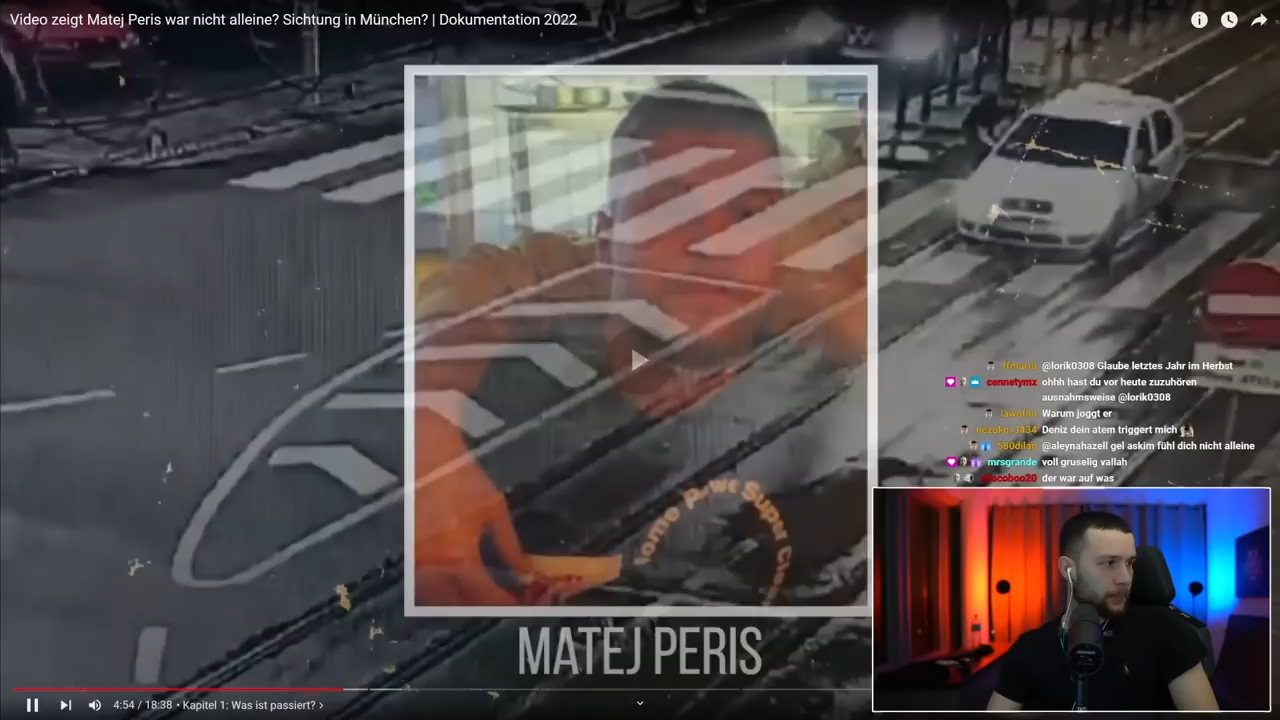 Video zeigt Matej Peris war nicht alleine? Sichtung in München? | Dokumentation 2022
ffmaria @lorik0308 Glaube letztes Jahr im Herbst
cennetymz ohhh hast du vor heute zuzuhören
ausnahmsweise @lorik0308
Warum joggt er
nezuko_3434 Deniz dein atem triggert mich
580dilan @aleynahazell gel askim fühl dich nicht alleine
mrsgrande voll gruselig vallah
der war auf was
Super
MATEJ PERIS
4:54 / 18:38 • Kapitel 1: Was ist passiert? ›